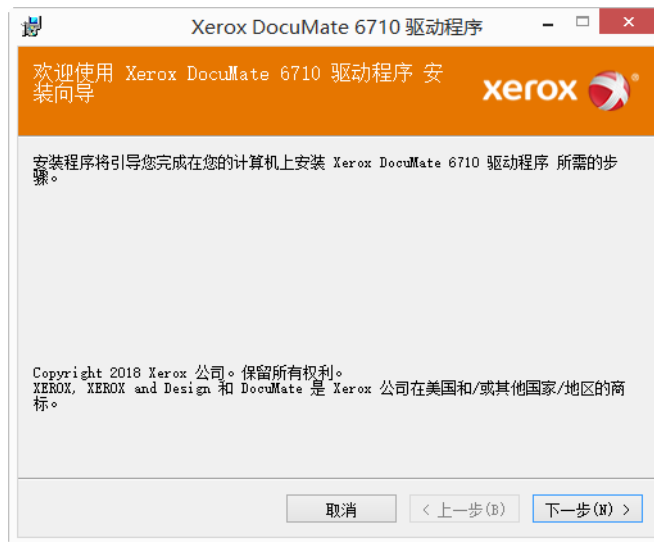 Xerox DocuMate 6710 驱动程序
欢迎使用 Xerox DocuMate 6710 驱动程序 安
装向导
xerox
安装程序将引导您完成在您的计算机上安装 Xerox DocuMate 6710 驱动程序 所需的步
骤。
Copyright 2018 Xerox 公司。保留所有权利。
XEROX, XEROX and Design 和 DocuMate 是 Xerox 公司在美国和/或其他国家/地区的商
标。
取消
< 上一步(B)
下一步(N) >